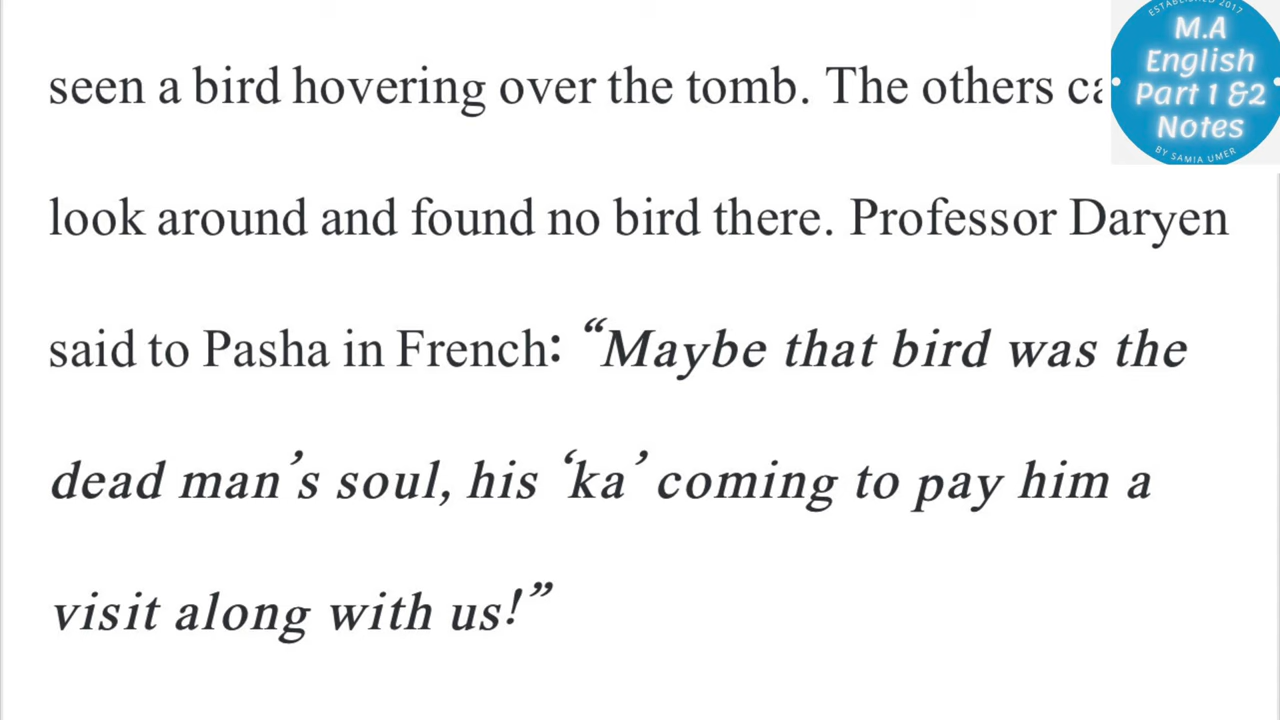 seen a bird hovering over the tomb. The others
look around and found no bird there. Professor Daryen
said to Pasha in French: “Maybe that bird was the
dead man’s soul, his ‘ka’ coming to pay him a
visit along with us!”
ESTABLISHED 2017
M.A
English
Part 1 &2
Notes
BY SAMIA UMER